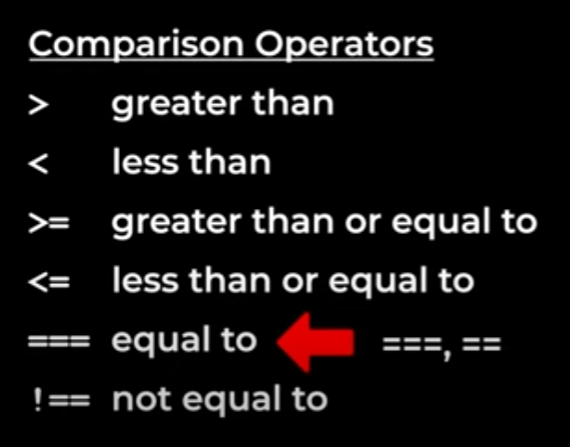 Comparison Operators
> greater than
< less than
>= greater than or equal to
<= less than or equal to
=== equal to ===, ==
!== not equal to